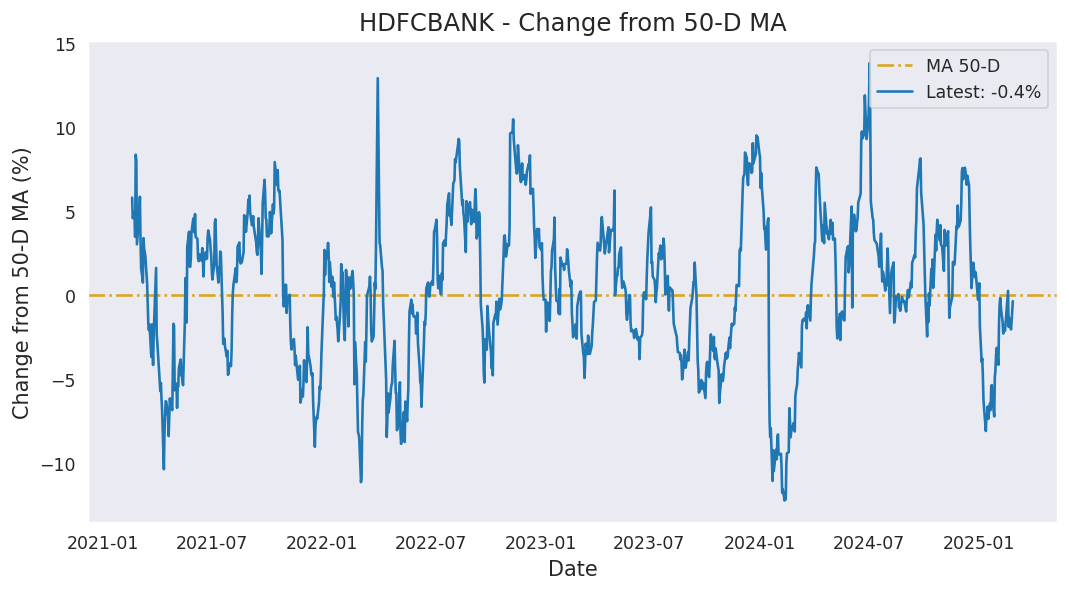 HDFCBANK - Change from 50-D MA
MA 50-D
Latest: -0.4%
Change from 50-D MA (%)
15
10
5
0
−5
−10
2021-01 2021-07 2022-01 2022-07 2023-01 2023-07 2024-01 2024-07 2025-01
Date